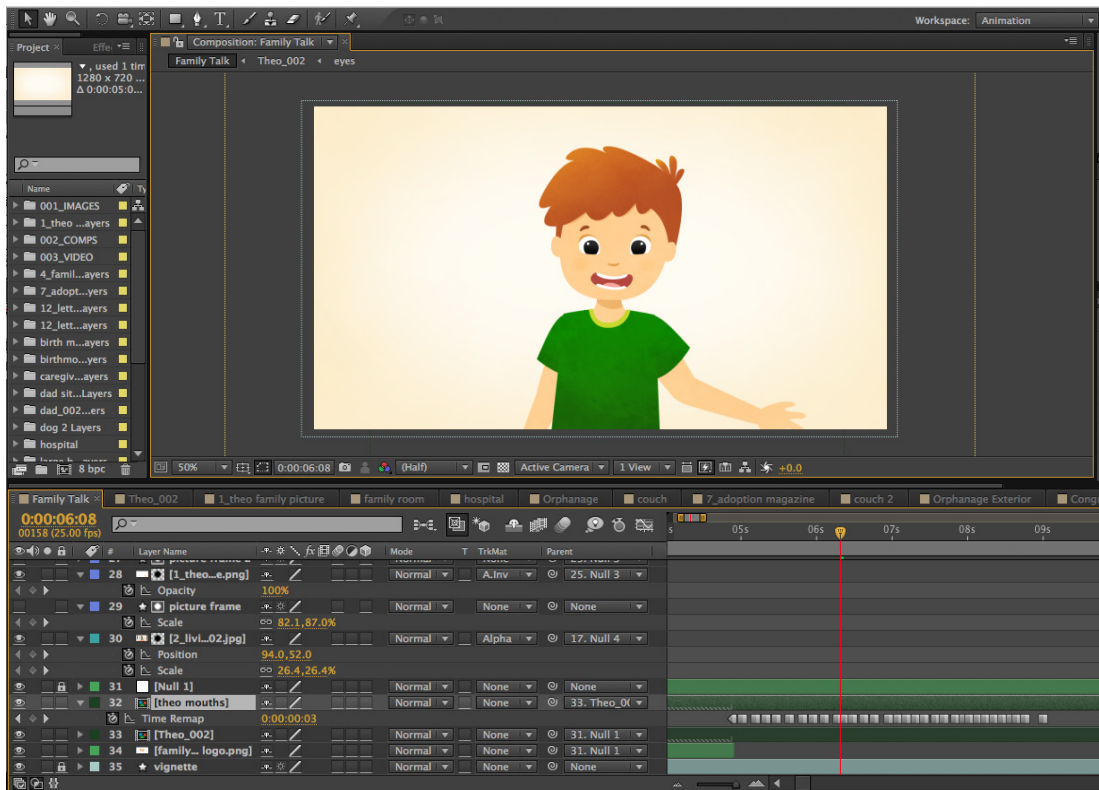 Workspace: Animation
Project
Effe
Composition: Family Talk
, used 1 tim
1280 x 720 ...
Δ 0:00:05:0...
Family Talk
Theo_002
eyes
Name
Ty
001_IMAGES
1_theo ...ayers
002_COMPS
003_VIDEO
4_famil...ayers
7_adopt...yers
12_lett...ayers
12_lett...ayers
birth m...ayers
birthmo...yers
caregiv...ayers
dad sit...Layers
dad_002...ers
dog 2 Layers
hospital
8 bpc
50%
0:00:06:08
(Half)
Active Camera
1 View
+0.0
Family Talk
Theo_002
1_theo family picture
family room
hospital
Orphanage
couch
7_adoption magazine
couch 2
Orphanage Exterior
Cong
0:00:06:08
00158 (25.00 fps)
s 05s 06s 07s 08s 09s
# Layer Name Mode T TrkMat Parent
28 [1_theo...e.png] Normal A.Inv 25. Null 3
Opacity 100%
29 picture frame Normal None None
Scale 82.1,87.0%
30 [2_livi...02.jpg] Normal Alpha 17. Null 4
Position 94.0,52.0
Scale 26.4,26.4%
31 [Null 1] Normal None None
32 [theo mouths] Normal None 33. Theo_0(
Time Remap 0:00:00:03
33 [Theo_002] Normal None 31. Null 1
34 [family... logo.png] Normal None 31. Null 1
35 vignette Normal None None